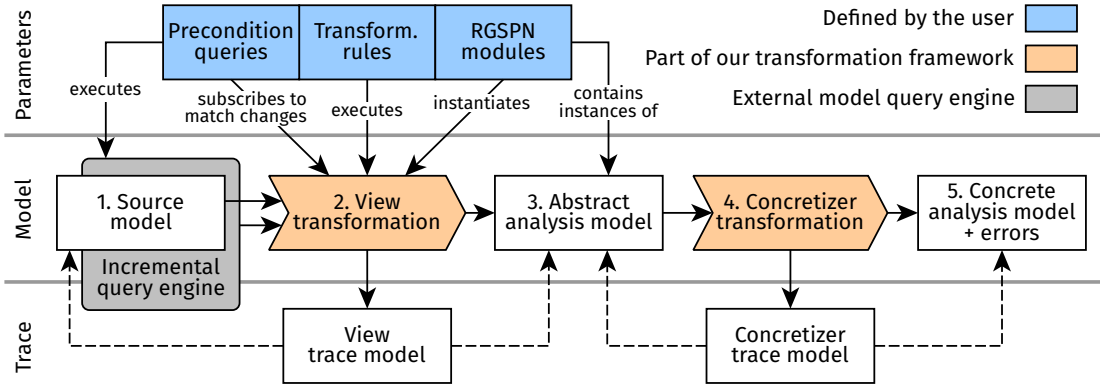 Parameters
Precondition
queries
Transform.
rules
RGSPN
modules
Defined by the user
Part of our transformation framework
External model query engine
executes
subscribes to
match changes
executes
instantiates
contains
instances of
Model
1. Source
model
2. View
transformation
3. Abstract
analysis model
4. Concretizer
transformation
5. Concrete
analysis model
+ errors
Incremental
query engine
Trace
View
trace model
Concretizer
trace model